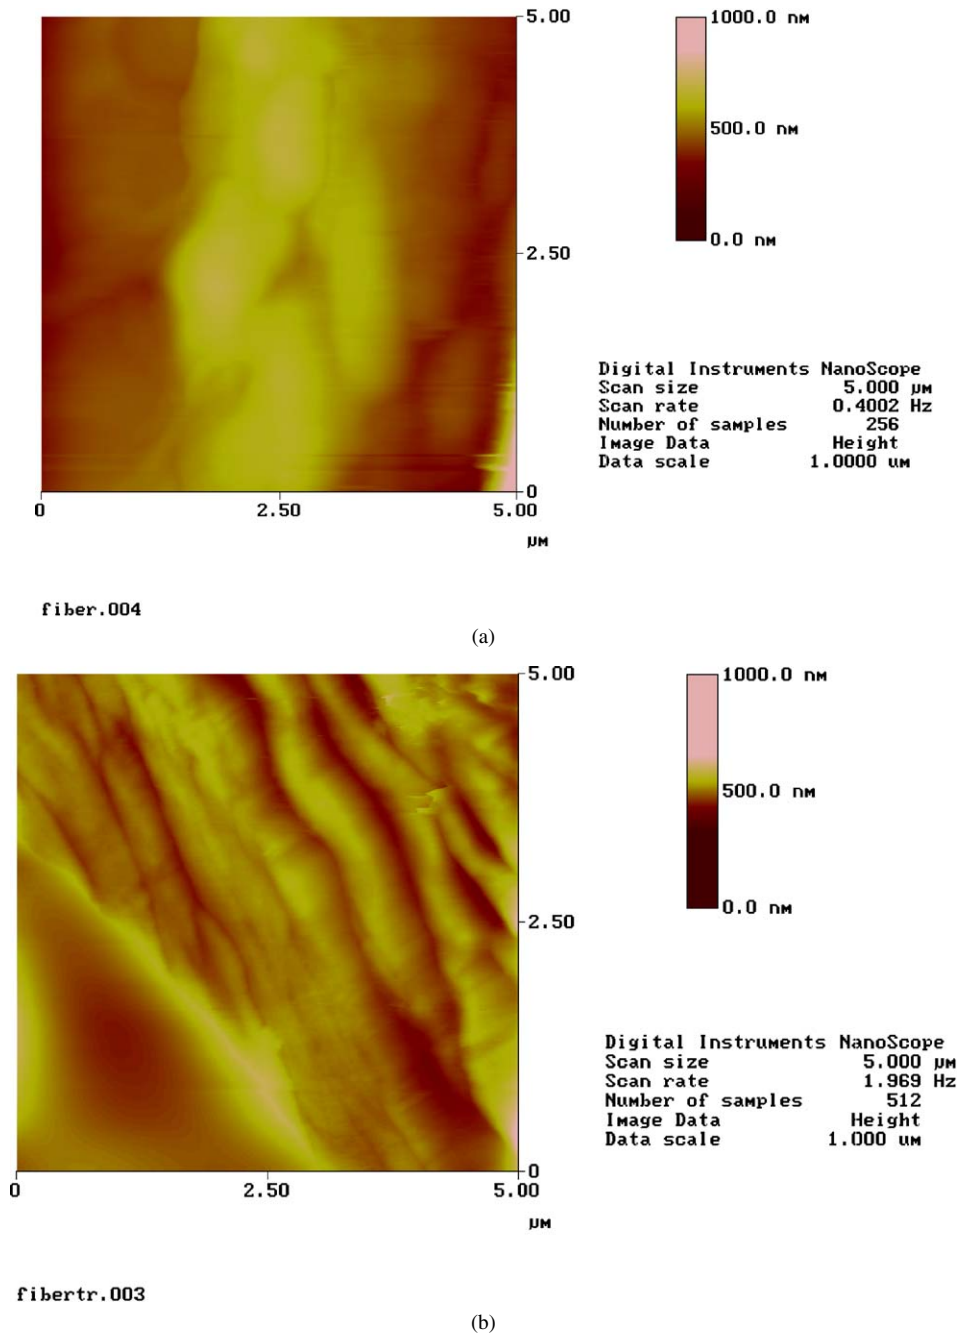 5.00
1000.0 nm
500.0 nm
0.0 nm
2.50
Digital Instruments NanoScope
Scan size 5.000 µm
Scan rate 0.4002 Hz
Number of samples 256
Image Data Height
Data scale 1.0000 um
0
0 2.50 5.00
µm
fiber.004
(a)
5.00
1000.0 nm
500.0 nm
0.0 nm
2.50
Digital Instruments NanoScope
Scan size 5.000 µm
Scan rate 1.969 Hz
Number of samples 512
Image Data Height
Data scale 1.000 um
0
0 2.50 5.00
µm
fibertr.003
(b)